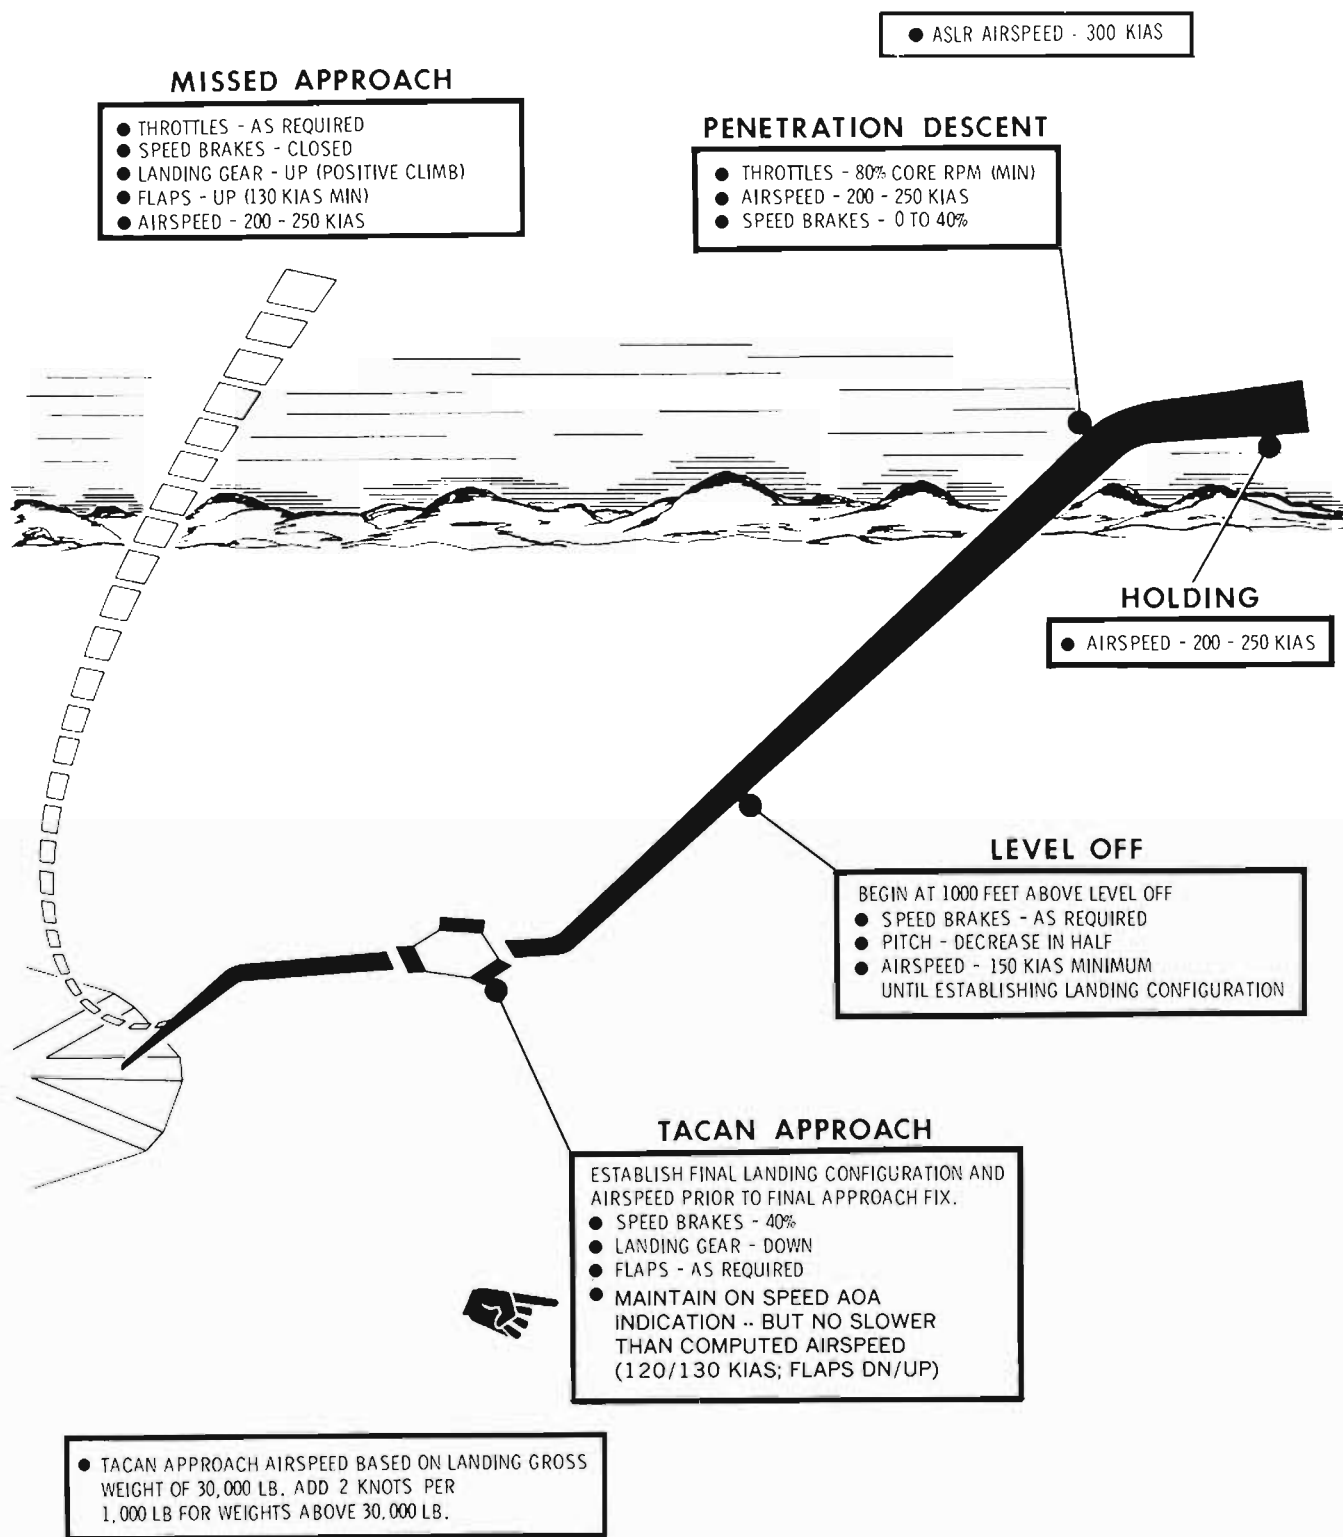 ● ASLR AIRSPEED - 300 KIAS
MISSED APPROACH
● THROTTLES - AS REQUIRED
● SPEED BRAKES - CLOSED
● LANDING GEAR - UP (POSITIVE CLIMB)
● FLAPS - UP (130 KIAS MIN)
● AIRSPEED - 200 - 250 KIAS
PENETRATION DESCENT
● THROTTLES - 80% CORE RPM (MIN)
● AIRSPEED - 200 - 250 KIAS
● SPEED BRAKES - 0 TO 40%
HOLDING
● AIRSPEED - 200 - 250 KIAS
LEVEL OFF
BEGIN AT 1000 FEET ABOVE LEVEL OFF
● SPEED BRAKES - AS REQUIRED
● PITCH - DECREASE IN HALF
● AIRSPEED - 150 KIAS MINIMUM
UNTIL ESTABLISHING LANDING CONFIGURATION
TACAN APPROACH
ESTABLISH FINAL LANDING CONFIGURATION AND
AIRSPEED PRIOR TO FINAL APPROACH FIX.
● SPEED BRAKES - 40%
● LANDING GEAR - DOWN
● FLAPS - AS REQUIRED
● MAINTAIN ON SPEED AOA
INDICATION -- BUT NO SLOWER
THAN COMPUTED AIRSPEED
(120/130 KIAS; FLAPS DN/UP)
● TACAN APPROACH AIRSPEED BASED ON LANDING GROSS
WEIGHT OF 30,000 LB. ADD 2 KNOTS PER
1,000 LB FOR WEIGHTS ABOVE 30,000 LB.